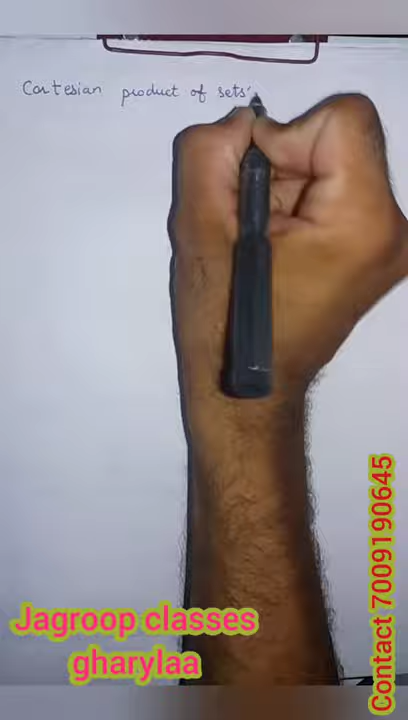 Cartesian product of sets:
Jagroop classes
gharylaa
Contact 7009190645